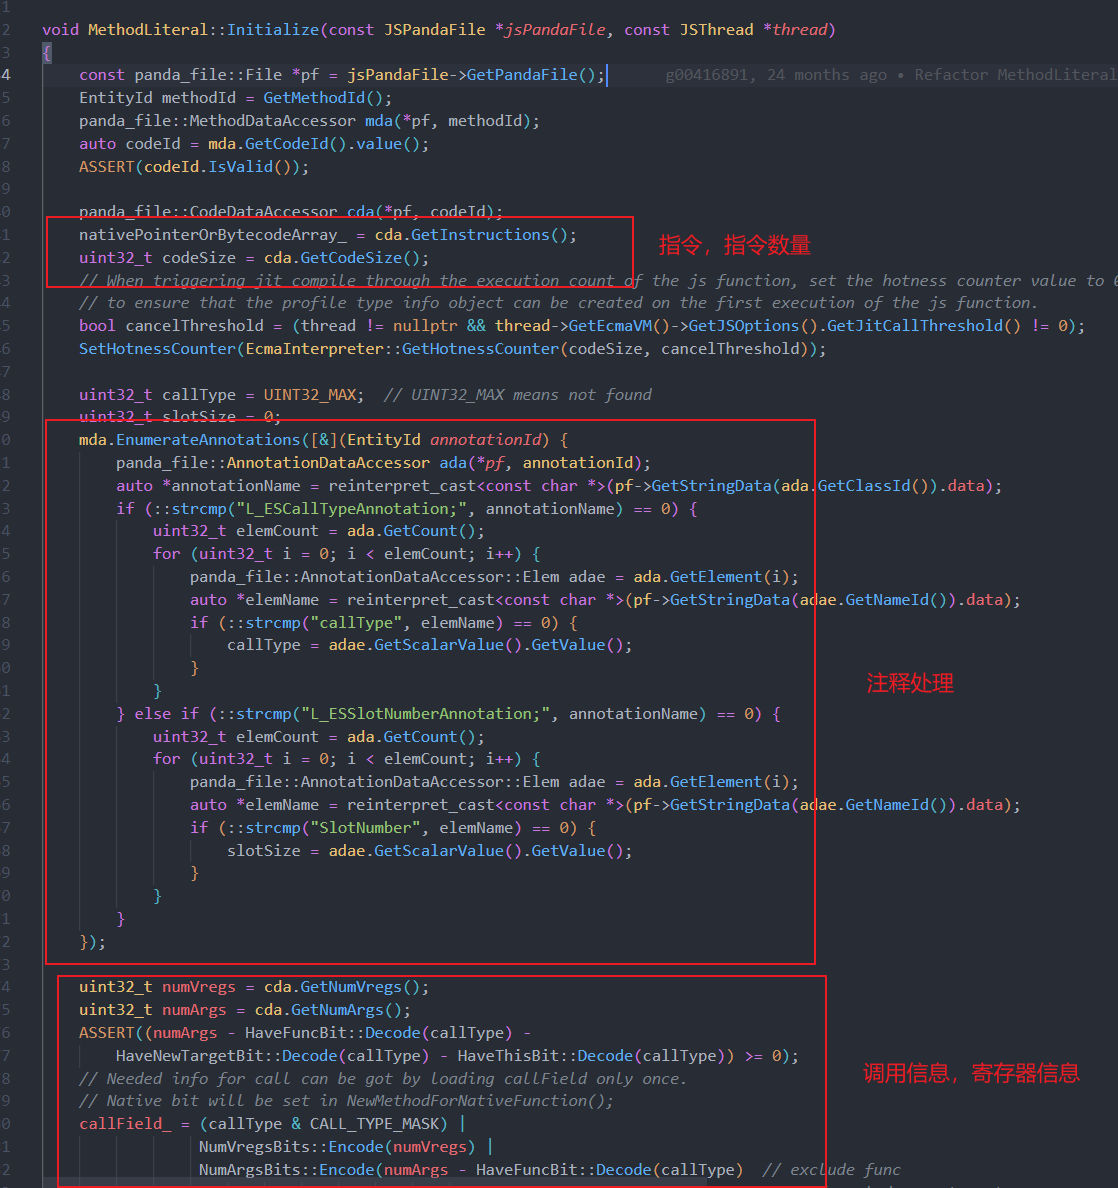 1
2 void MethodLiteral::Initialize(const JSPandaFile *jsPandaFile, const JSThread *thread)
3 {
4 const panda_file::File *pf = jsPandaFile->GetPandaFile(); g00416891, 24 months ago • Refactor MethodLiteral
5 EntityId methodId = GetMethodId();
6 panda_file::MethodDataAccessor mda(*pf, methodId);
7 auto codeId = mda.GetCodeId().value();
8 ASSERT(codeId.IsValid());
9
0 panda_file::CodeDataAccessor cda(*pf, codeId);
1 nativePointerOrBytecodeArray_ = cda.GetInstructions();
指令，指令数量
2 uint32_t codeSize = cda.GetCodeSize();
3 // When triggering jit compile through the execution count of the js function, set the hotness counter value to 0
4 // to ensure that the profile type info object can be created on the first execution of the js function.
5 bool cancelThreshold = (thread != nullptr && thread->GetEcmaVM()->GetJSOptions().GetJitCallThreshold() != 0);
6 SetHotnessCounter(EcmaInterpreter::GetHotnessCounter(codeSize, cancelThreshold));
7
8 uint32_t callType = UINT32_MAX; // UINT32_MAX means not found
9 uint32_t slotSize = 0;
0 mda.EnumerateAnnotations([&](EntityId annotationId) {
1 panda_file::AnnotationDataAccessor ada(*pf, annotationId);
2 auto *annotationName = reinterpret_cast<const char *>(pf->GetStringData(ada.GetClassId()).data);
3 if (::strcmp("L_ESCallTypeAnnotation;", annotationName) == 0) {
4 uint32_t elemCount = ada.GetCount();
5 for (uint32_t i = 0; i < elemCount; i++) {
6 panda_file::AnnotationDataAccessor::Elem adae = ada.GetElement(i);
7 auto *elemName = reinterpret_cast<const char *>(pf->GetStringData(adae.GetNameId()).data);
8 if (::strcmp("callType", elemName) == 0) {
9 callType = adae.GetScalarValue().GetValue();
0 }
注释处理
1 }
2 } else if (::strcmp("L_ESSlotNumberAnnotation;", annotationName) == 0) {
3 uint32_t elemCount = ada.GetCount();
4 for (uint32_t i = 0; i < elemCount; i++) {
5 panda_file::AnnotationDataAccessor::Elem adae = ada.GetElement(i);
6 auto *elemName = reinterpret_cast<const char *>(pf->GetStringData(adae.GetNameId()).data);
7 if (::strcmp("SlotNumber", elemName) == 0) {
8 slotSize = adae.GetScalarValue().GetValue();
9 }
0 }
1 }
2 });
3
4 uint32_t numVregs = cda.GetNumVregs();
5 uint32_t numArgs = cda.GetNumArgs();
6 ASSERT((numArgs - HaveFuncBit::Decode(callType) -
7 HaveNewTargetBit::Decode(callType) - HaveThisBit::Decode(callType)) >= 0);
调用信息，寄存器信息
8 // Needed info for call can be got by loading callField only once.
9 // Native bit will be set in NewMethodForNativeFunction();
0 callField_ = (callType & CALL_TYPE_MASK) |
1 NumVregsBits::Encode(numVregs) |
2 NumArgsBits::Encode(numArgs - HaveFuncBit::Decode(callType) // exclude func